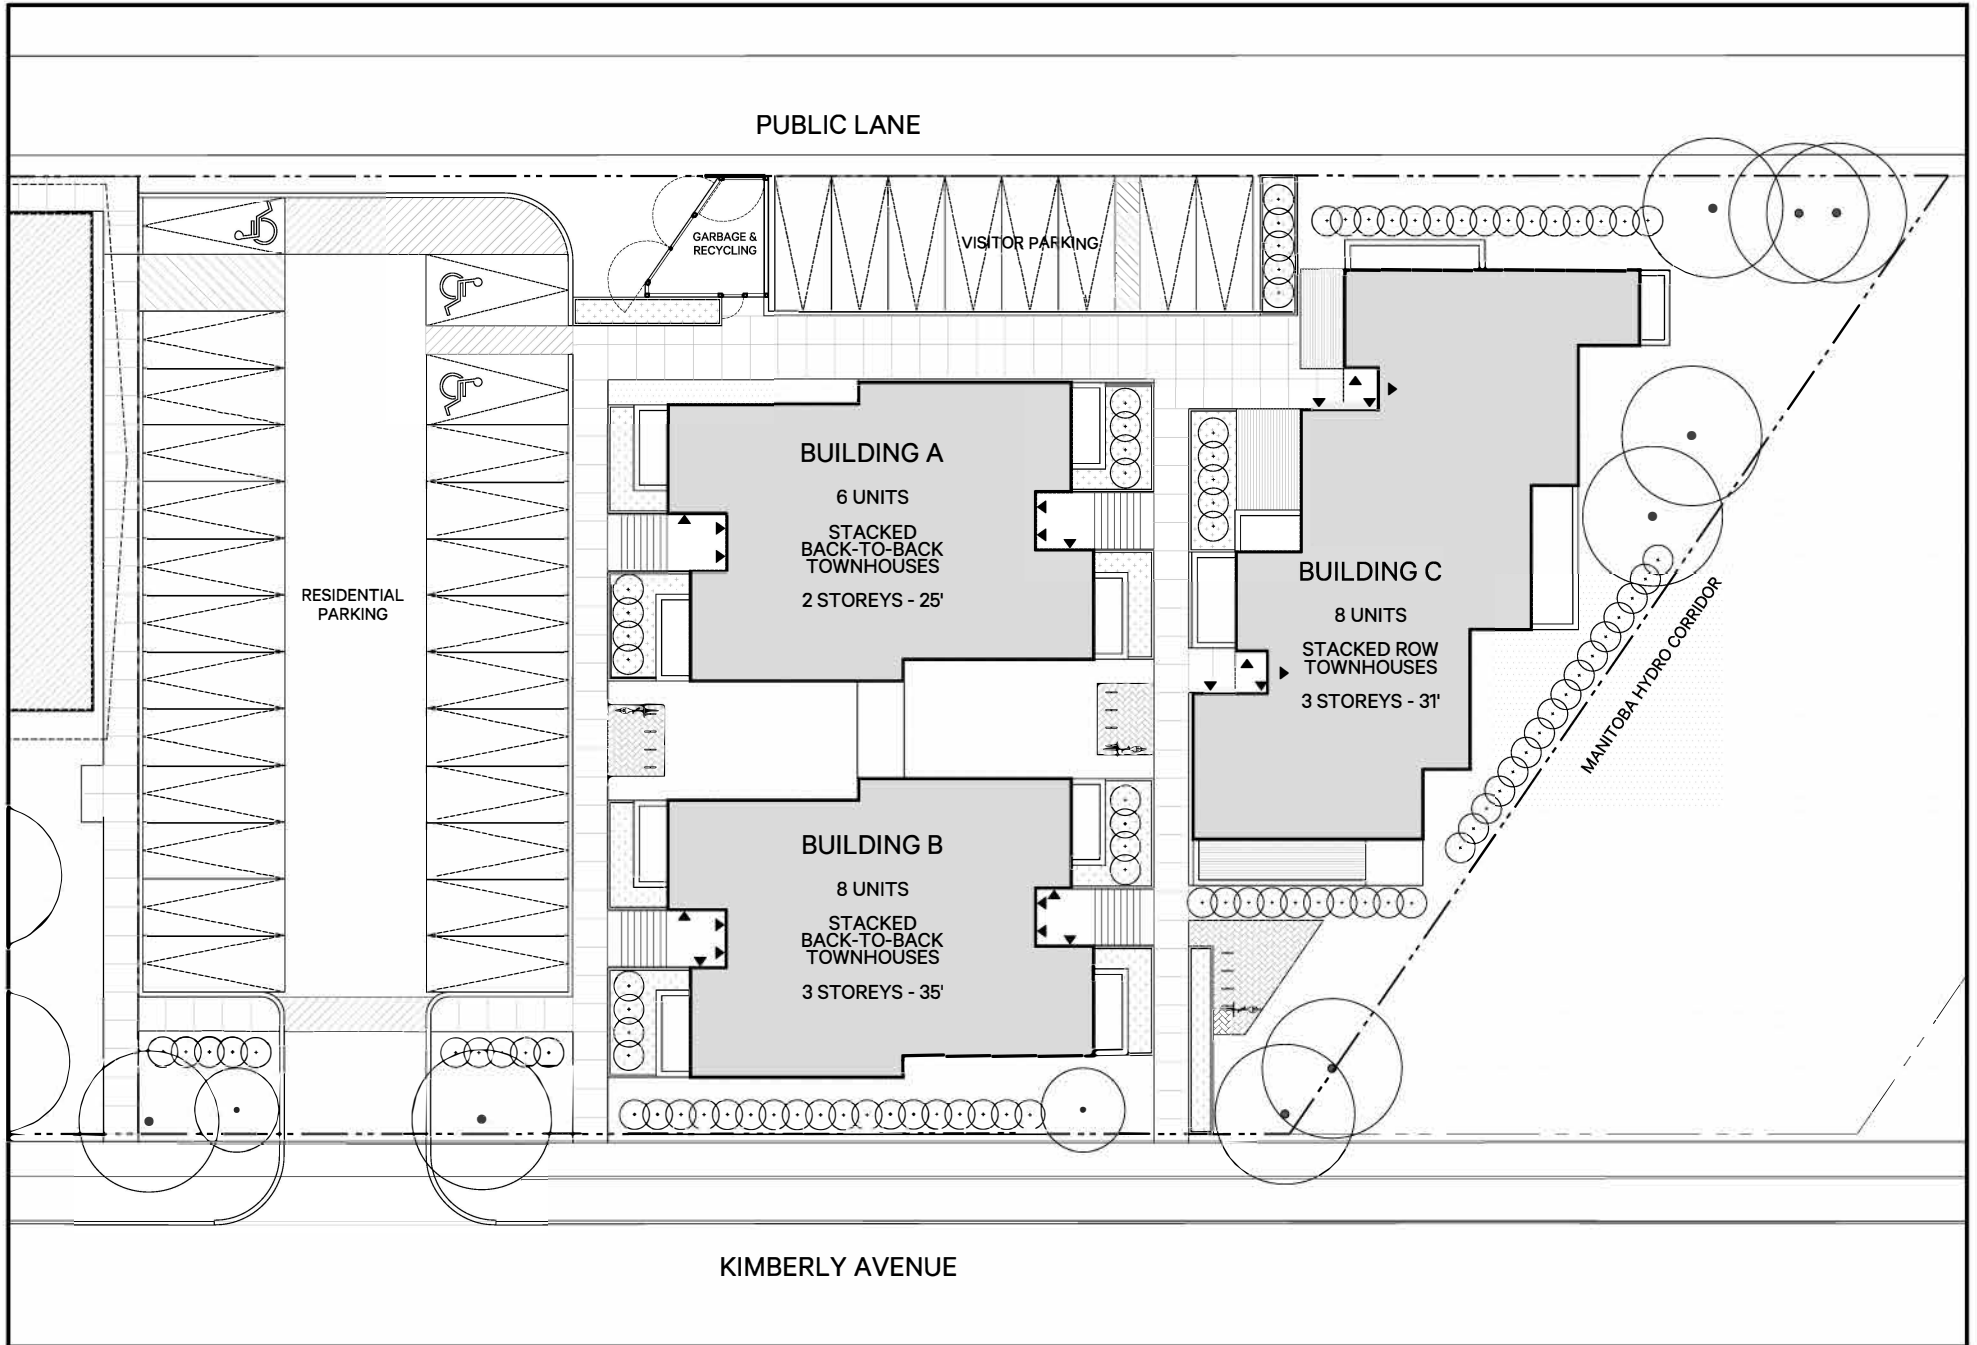 PUBLIC LANE
GARBAGE &
RECYCLING
VISITOR PARKING
BUILDING A
6 UNITS
STACKED
BACK-TO-BACK
TOWNHOUSES
2 STOREYS - 25'
RESIDENTIAL
PARKING
BUILDING C
8 UNITS
STACKED ROW
TOWNHOUSES
3 STOREYS - 31'
MANITOBA HYDRO CORRIDOR
BUILDING B
8 UNITS
STACKED
BACK-TO-BACK
TOWNHOUSES
3 STOREYS - 35'
KIMBERLY AVENUE